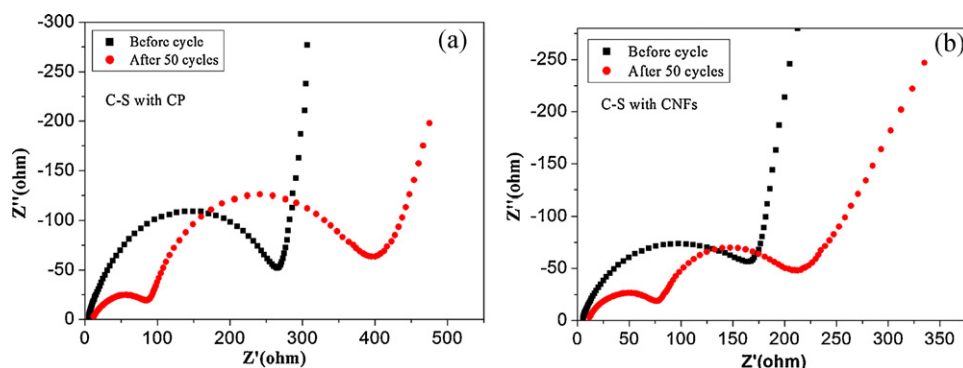 (a)
Before cycle
After 50 cycles
C-S with CP
-300
-250
-200
-150
-100
-50
0
Z''(ohm)
0 100 200 300 400 500
Z'(ohm)
(b)
Before cycle
After 50 cycles
C-S with CNFs
-250
-200
-150
-100
-50
0
Z''(ohm)
0 50 100 150 200 250 300 350
Z'(ohm)